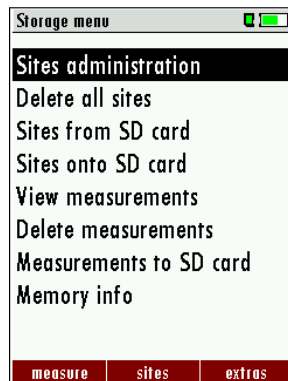 Storage menu
Sites administration
Delete all sites
Sites from SD card
Sites onto SD card
View measurements
Delete measurements
Measurements to SD card
Memory info
measure sites extras